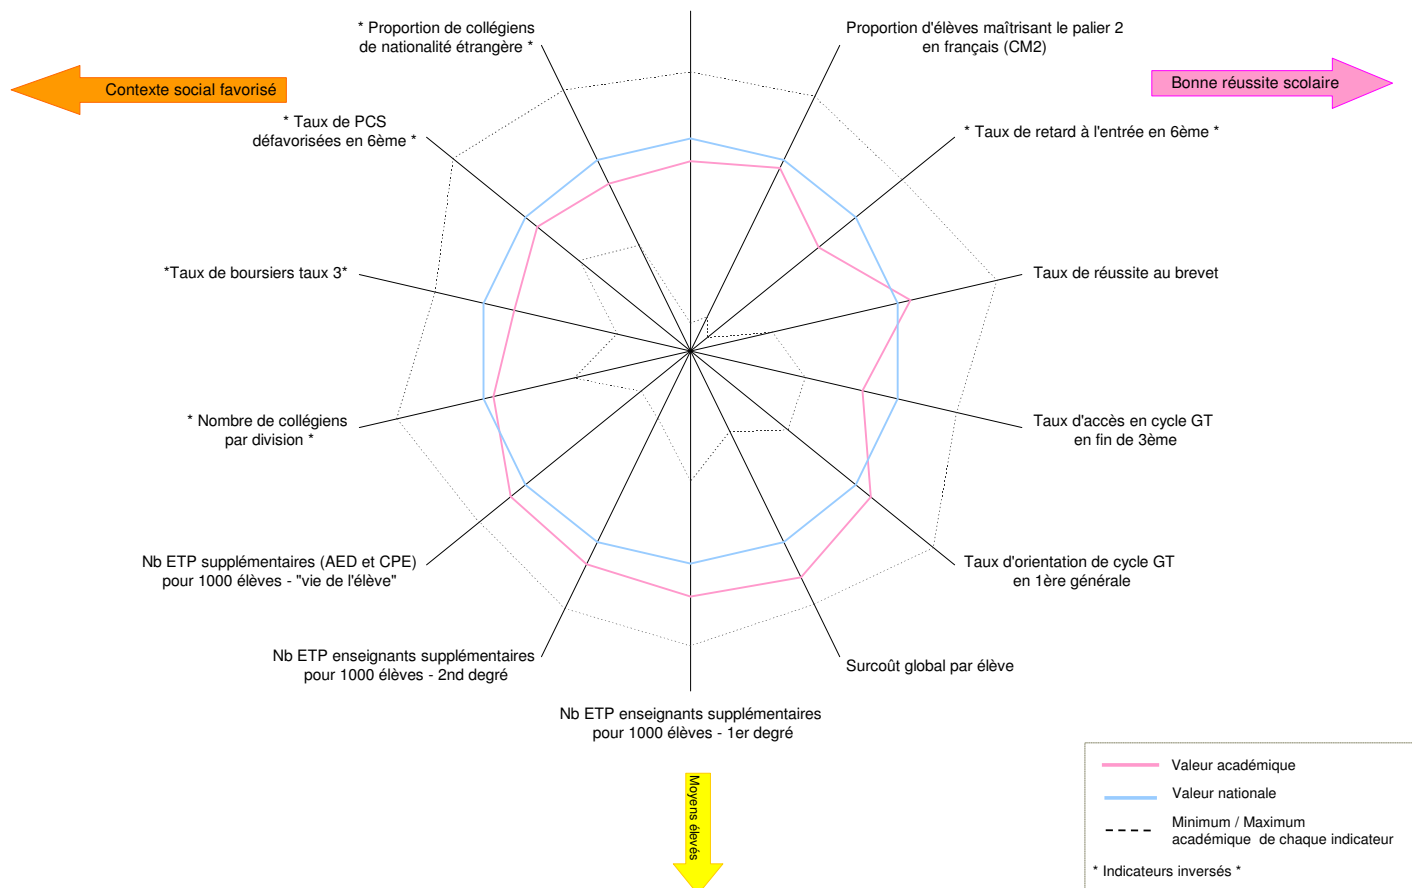 * Proportion de collégiens
de nationalité étrangère *
Proportion d'élèves maîtrisant le palier 2
en français (CM2)
Contexte social favorisé
Bonne réussite scolaire
* Taux de PCS
défavorisées en 6ème *
* Taux de retard à l'entrée en 6ème *
*Taux de boursiers taux 3*
Taux de réussite au brevet
* Nombre de collégiens
par division *
Taux d'accès en cycle GT
en fin de 3ème
Nb ETP supplémentaires (AED et CPE)
pour 1000 élèves - "vie de l'élève"
Taux d'orientation de cycle GT
en 1ère générale
Nb ETP enseignants supplémentaires
pour 1000 élèves - 2nd degré
Surcoût global par élève
Nb ETP enseignants supplémentaires
pour 1000 élèves - 1er degré
Moyens élevés
Valeur académique
Valeur nationale
Minimum / Maximum
académique de chaque indicateur
* Indicateurs inversés *